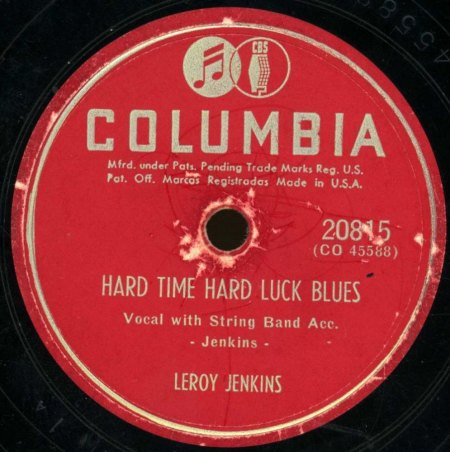 CBS
COLUMBIA
Mfrd. under Pats. Pending Trade Marks Reg. U.S.
Pat. Off. Marcas Registradas Made in U.S.A.
20815
(CO 45588)
HARD TIME HARD LUCK BLUES
Vocal with String Band Acc.
- Jenkins -
LEROY JENKINS